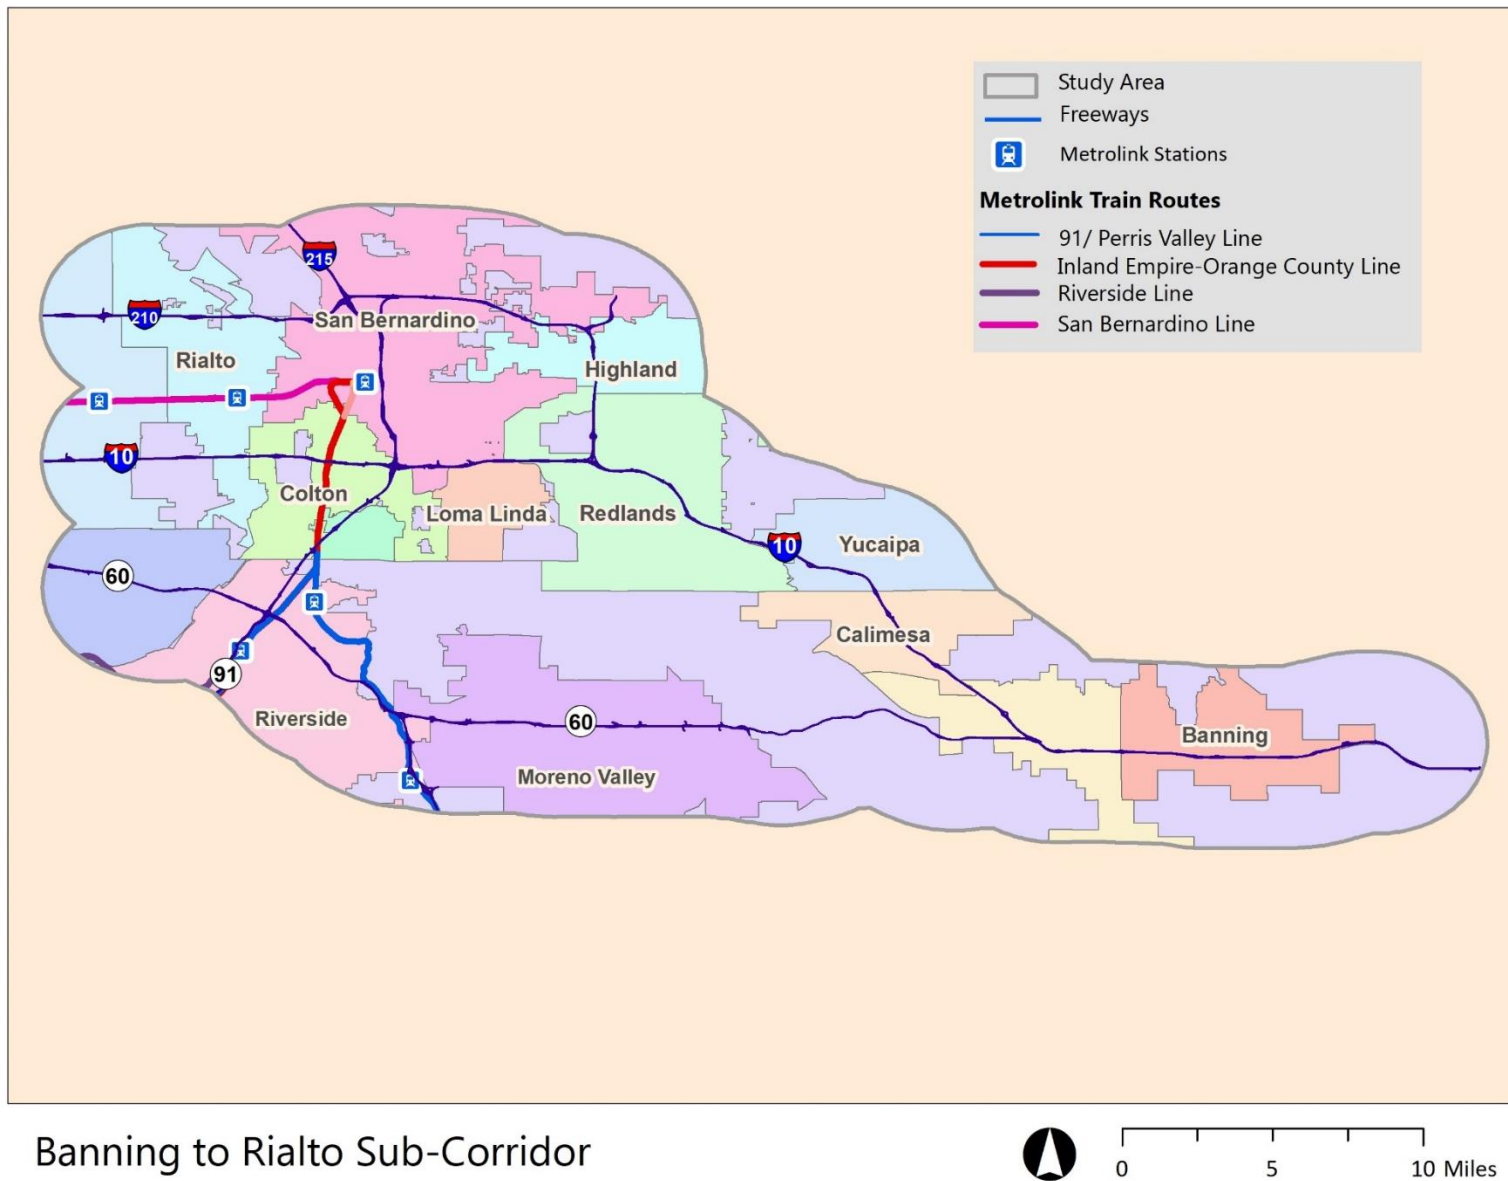 Study Area
Freeways
Metrolink Stations
Metrolink Train Routes
91/ Perris Valley Line
Inland Empire-Orange County Line
Riverside Line
San Bernardino Line
215
210
San Bernardino
Rialto
Highland
10
Colton
Loma Linda
Redlands
10
Yucaipa
60
Calimesa
91
Riverside
60
Banning
Moreno Valley
Banning to Rialto Sub-Corridor
0 5 10 Miles